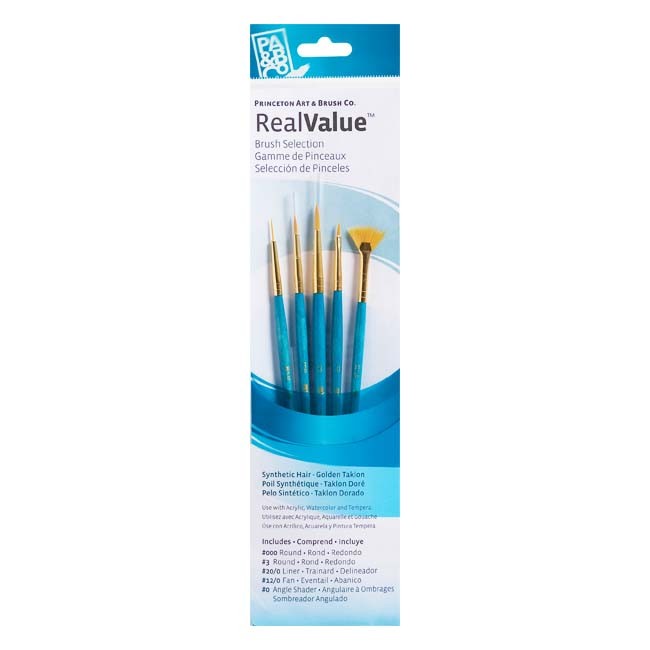 PA
&B
Co
PRINCETON ART & BRUSH CO.
RealValue™
Brush Selection
Gamme de Pinceaux
Selección de Pinceles
Synthetic Hair • Golden Taklon
Poil Synthétique • Taklon Doré
Pelo Sintético • Taklon Dorado
Use with Acrylic, Watercolor and Tempera.
Utilisez avec Acrylique, Aquarelle et Gouache
Use con Acrílico, Acuarela y Pintura Tempera.
Includes • Comprend • Incluye
#000 Round • Rond • Redondo
#3 Round • Rond • Redondo
#20/0 Liner • Trainard • Delineador
#12/0 Fan • Eventail • Abanico
#0 Angle Shader • Angulaire à Ombrages
Sombreador Angulado